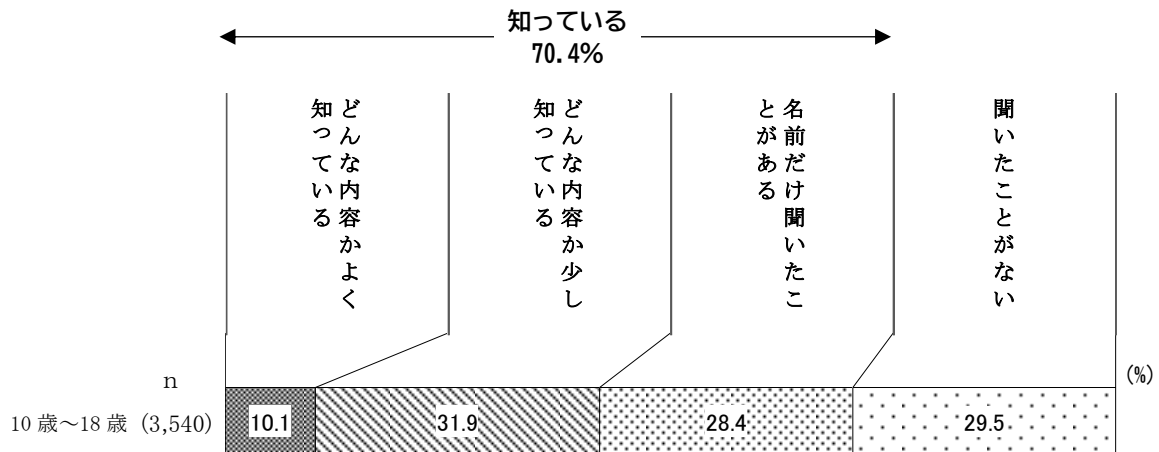 知っている
70.4%
どんな内容かよく
知っている
どんな内容か少し
知っている
名前だけ聞いたこ
とがある
聞いたことがない
n
(%)
10歳～18歳 (3,540)
10.1
31.9
28.4
29.5